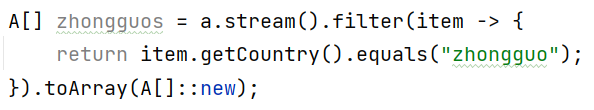 A[] zhongguos = a.stream().filter(item -> {
    return item.getCountry().equals("zhongguo");
}).toArray(A[]::new);